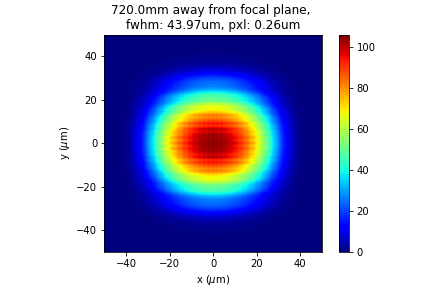 720.0mm away from focal plane,
fwhm: 43.97um, pxl: 0.26um
40
20
0
−20
−40
y (μm)
−40 −20 0 20 40
x (μm)
100
80
60
40
20
0